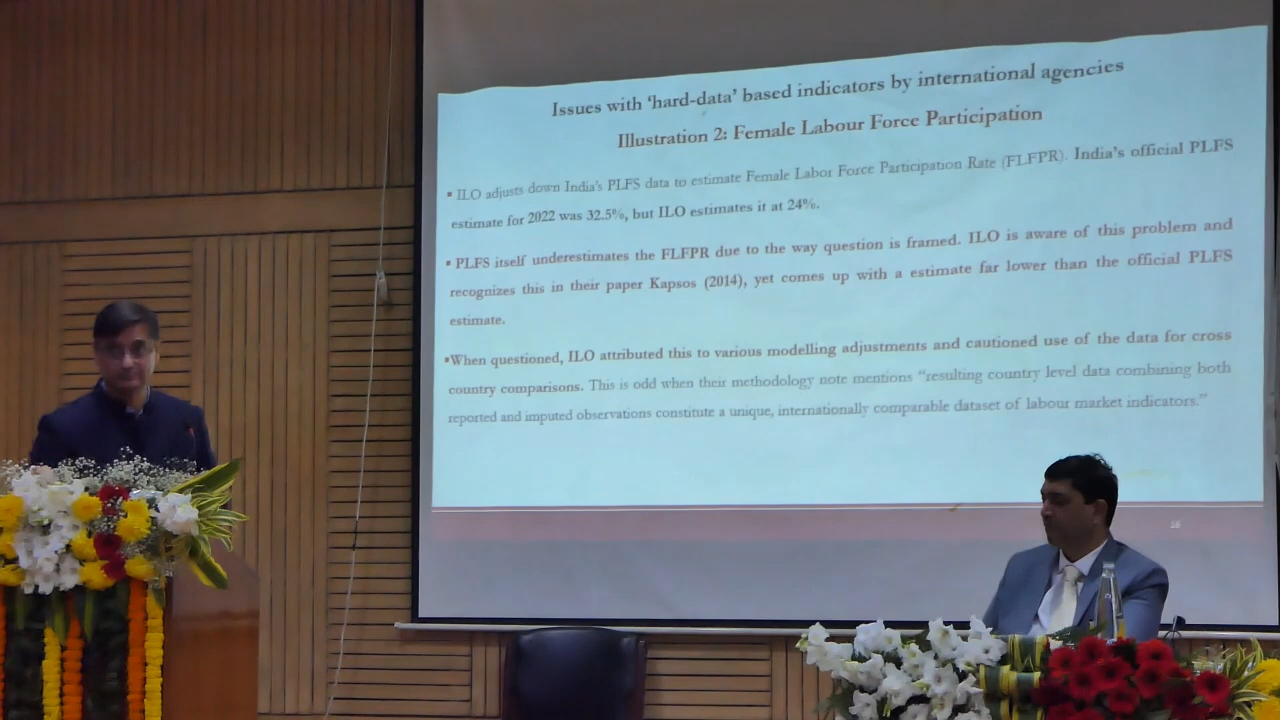 Issues with ‘hard-data’ based indicators by international agencies
Illustration 2: Female Labour Force Participation
▪ ILO adjusts down India’s PLFS data to estimate Female Labor Force Participation Rate (FLFPR). India’s official PLFS
estimate for 2022 was 32.5%, but ILO estimates it at 24%.
▪ PLFS itself underestimates the FLFPR due to the way question is framed. ILO is aware of this problem and
recognizes this in their paper Kapsos (2014), yet comes up with a estimate far lower than the official PLFS
estimate.
▪When questioned, ILO attributed this to various modelling adjustments and cautioned use of the data for cross
country comparisons. This is odd when their methodology note mentions “resulting country level data combining both
reported and imputed observations constitute a unique, internationally comparable dataset of labour market indicators.”
16